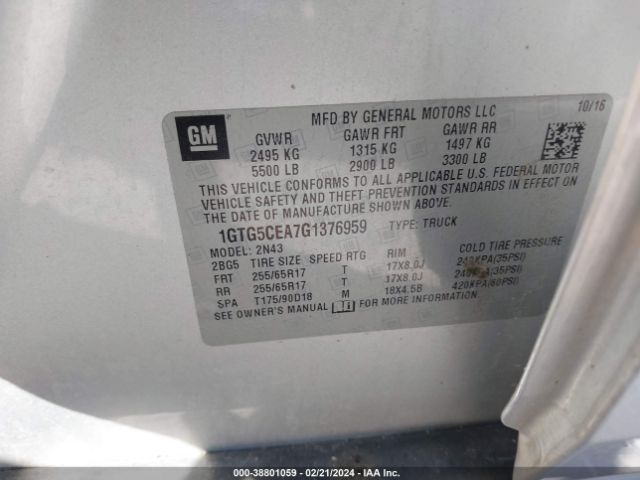 GM
MFD BY GENERAL MOTORS LLC 10/16
GVWR GAWR FRT GAWR RR
2495 KG 1315 KG 1497 KG
5500 LB 2900 LB 3300 LB
THIS VEHICLE CONFORMS TO ALL APPLICABLE U.S. FEDERAL MOTOR
VEHICLE SAFETY AND THEFT PREVENTION STANDARDS IN EFFECT ON
THE DATE OF MANUFACTURE SHOWN ABOVE.
1GTG5CEA7G1376959 TYPE: TRUCK
MODEL: 2N43
2BG5 TIRE SIZE SPEED RTG RIM COLD TIRE PRESSURE
FRT 255/65R17 T 17X8.0J 240KPA(35PSI)
RR 255/65R17 T 17X8.0J (35PSI)
SPA T175/90D18 M 18X4.5B 420KPA(60PSI)
SEE OWNER'S MANUAL FOR MORE INFORMATION
000-38801059 - 02/21/2024 - IAA Inc.